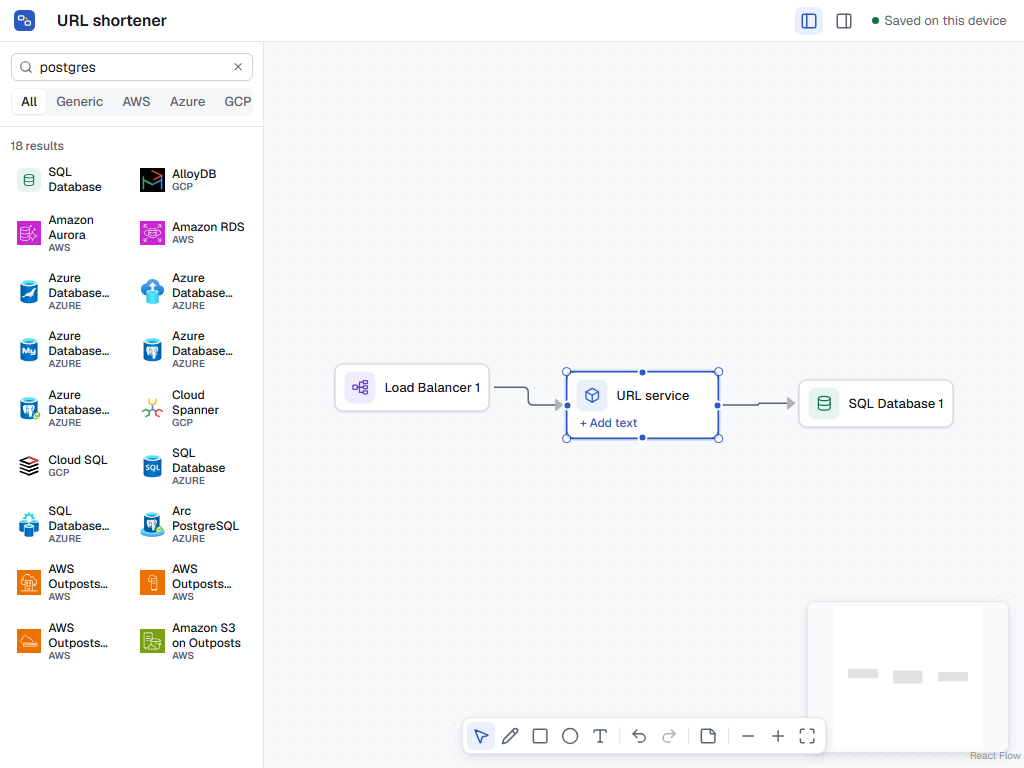 URL shortener
Saved on this device
postgres
All Generic AWS Azure GCP
18 results
SQL
Database
AlloyDB
GCP
Amazon
Aurora
AWS
Amazon RDS
AWS
Azure
Database...
AZURE
Azure
Database...
AZURE
Azure
Database...
AZURE
Azure
Database...
AZURE
Azure
Database...
AZURE
Cloud
Spanner
GCP
Cloud SQL
GCP
SQL
Database
AZURE
SQL
Database...
AZURE
Arc
PostgreSQL
AZURE
AWS
Outposts...
AWS
AWS
Outposts...
AWS
AWS
Outposts...
AWS
Amazon S3
on Outposts
AWS
Load Balancer 1
URL service
+ Add text
SQL Database 1
React Flow